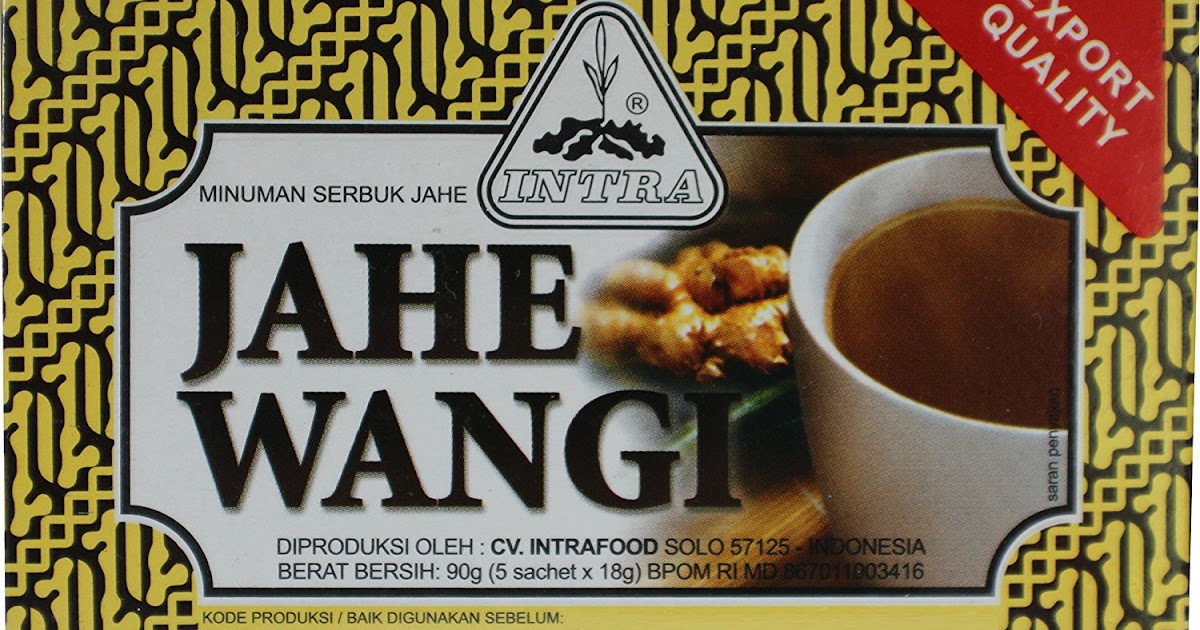 EXPORT
QUALITY
®
INTRA
MINUMAN SERBUK JAHE
JAHE
WANGI
saran penyajian
DIPRODUKSI OLEH : CV. INTRAFOOD SOLO 57125 - INDONESIA
BERAT BERSIH: 90g (5 sachet x 18g) BPOM RI MD 867011003416
KODE PRODUKSI / BAIK DIGUNAKAN SEBELUM: